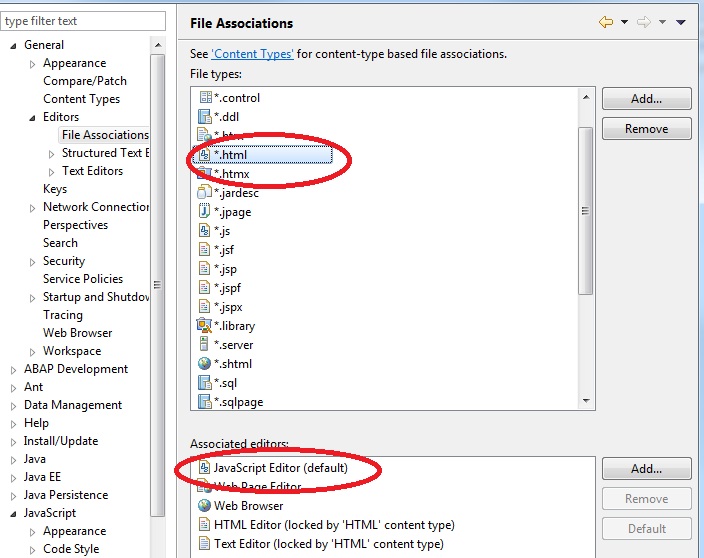 type filter text
General
Appearance
Compare/Patch
Content Types
Editors
File Associations
Structured Text E
Text Editors
Keys
Network Connection
Perspectives
Search
Security
Service Policies
Startup and Shutdow
Tracing
Web Browser
Workspace
ABAP Development
Ant
Data Management
Help
Install/Update
Java
Java EE
Java Persistence
JavaScript
Appearance
Code Style
File Associations
See 'Content Types' for content-type based file associations.
File types:
*.control
*.ddl
*.htm
*.html
*.htmx
*.jardesc
*.jpage
*.js
*.jsf
*.jsp
*.jspf
*.jspx
*.library
*.server
*.shtml
*.sql
*.sqlpage
Add...
Remove
Associated editors:
JavaScript Editor (default)
Web Page Editor
Web Browser
HTML Editor (locked by 'HTML' content type)
Text Editor (locked by 'HTML' content type)
Add...
Remove
Default